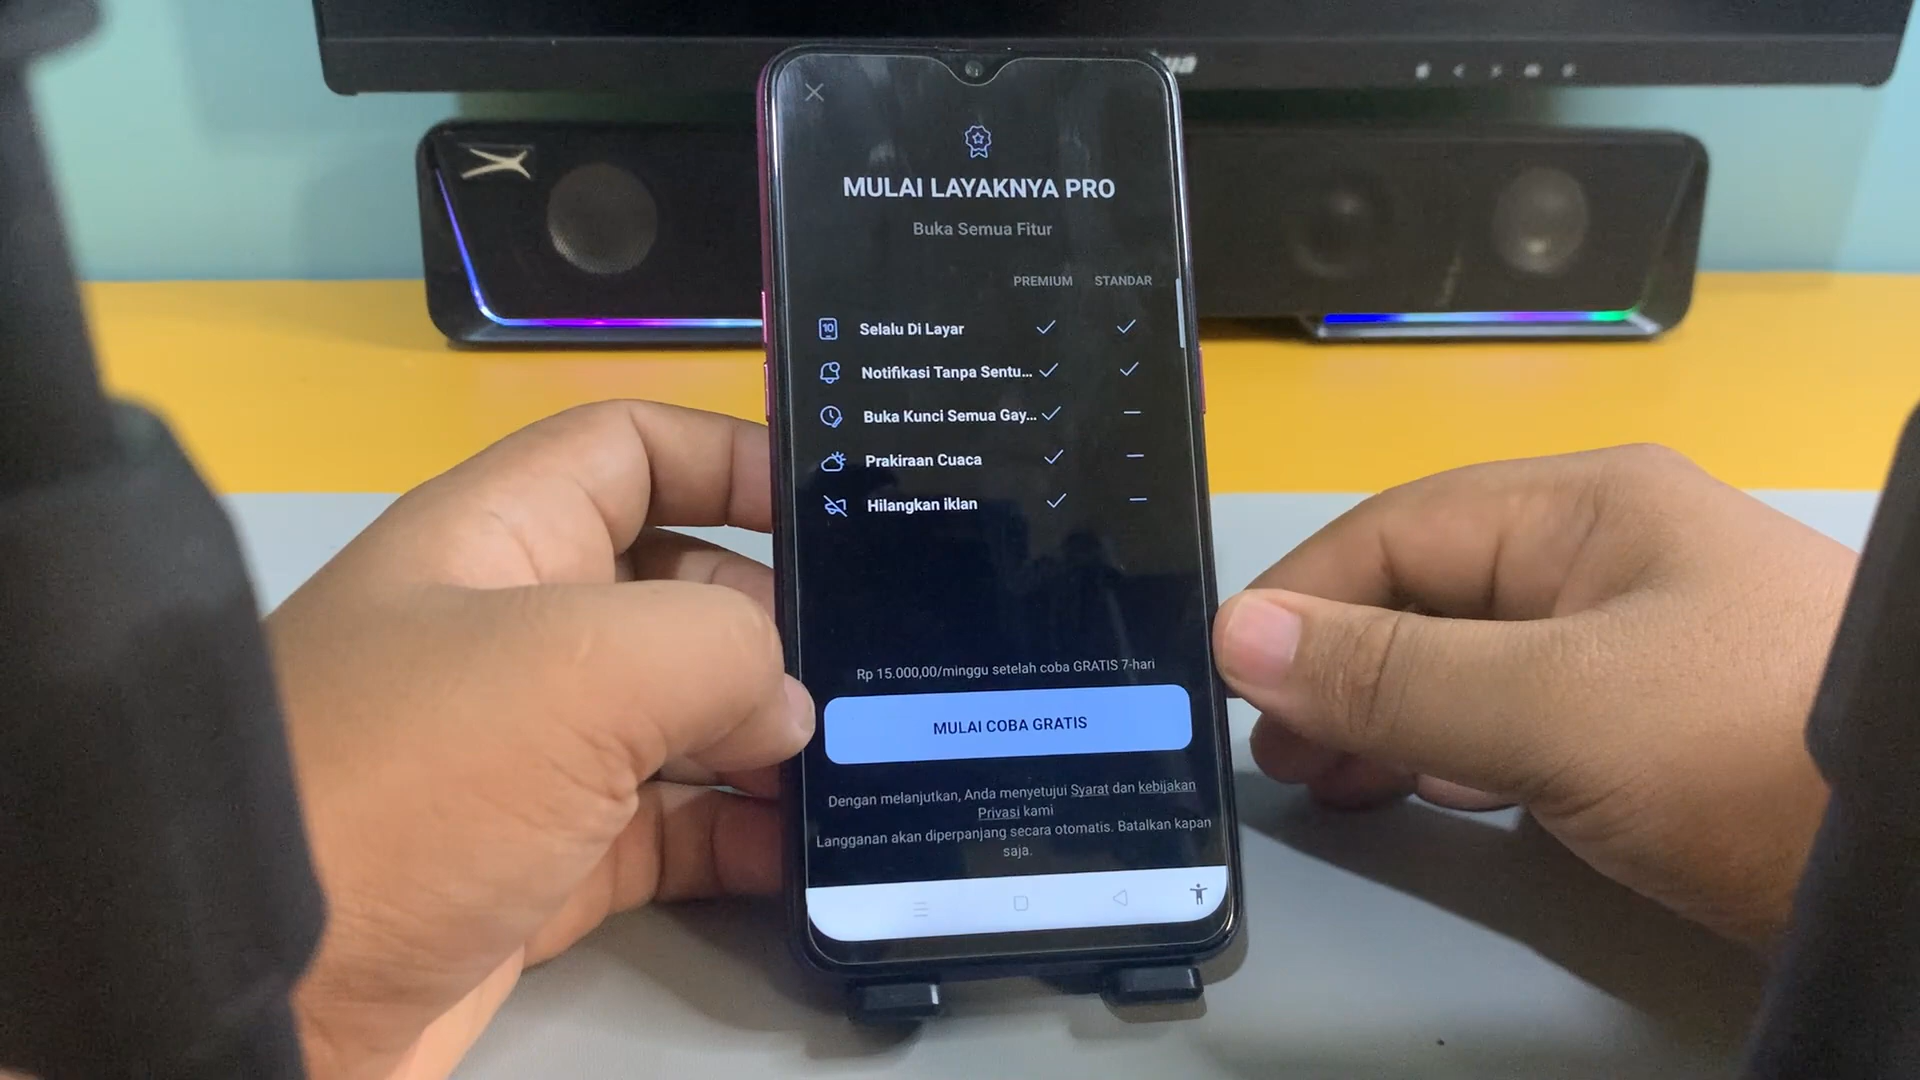 MULAI LAYAKNYA PRO
Buka Semua Fitur
PREMIUM STANDAR
10 Selalu Di Layar
Notifikasi Tanpa Sentu...
Buka Kunci Semua Gay...
Prakiraan Cuaca
Hilangkan iklan
Rp 15.000,00/minggu setelah coba GRATIS 7-hari
MULAI COBA GRATIS
Dengan melanjutkan, Anda menyetujui Syarat dan kebijakan
Privasi kami
Langganan akan diperpanjang secara otomatis. Batalkan kapan
saja.